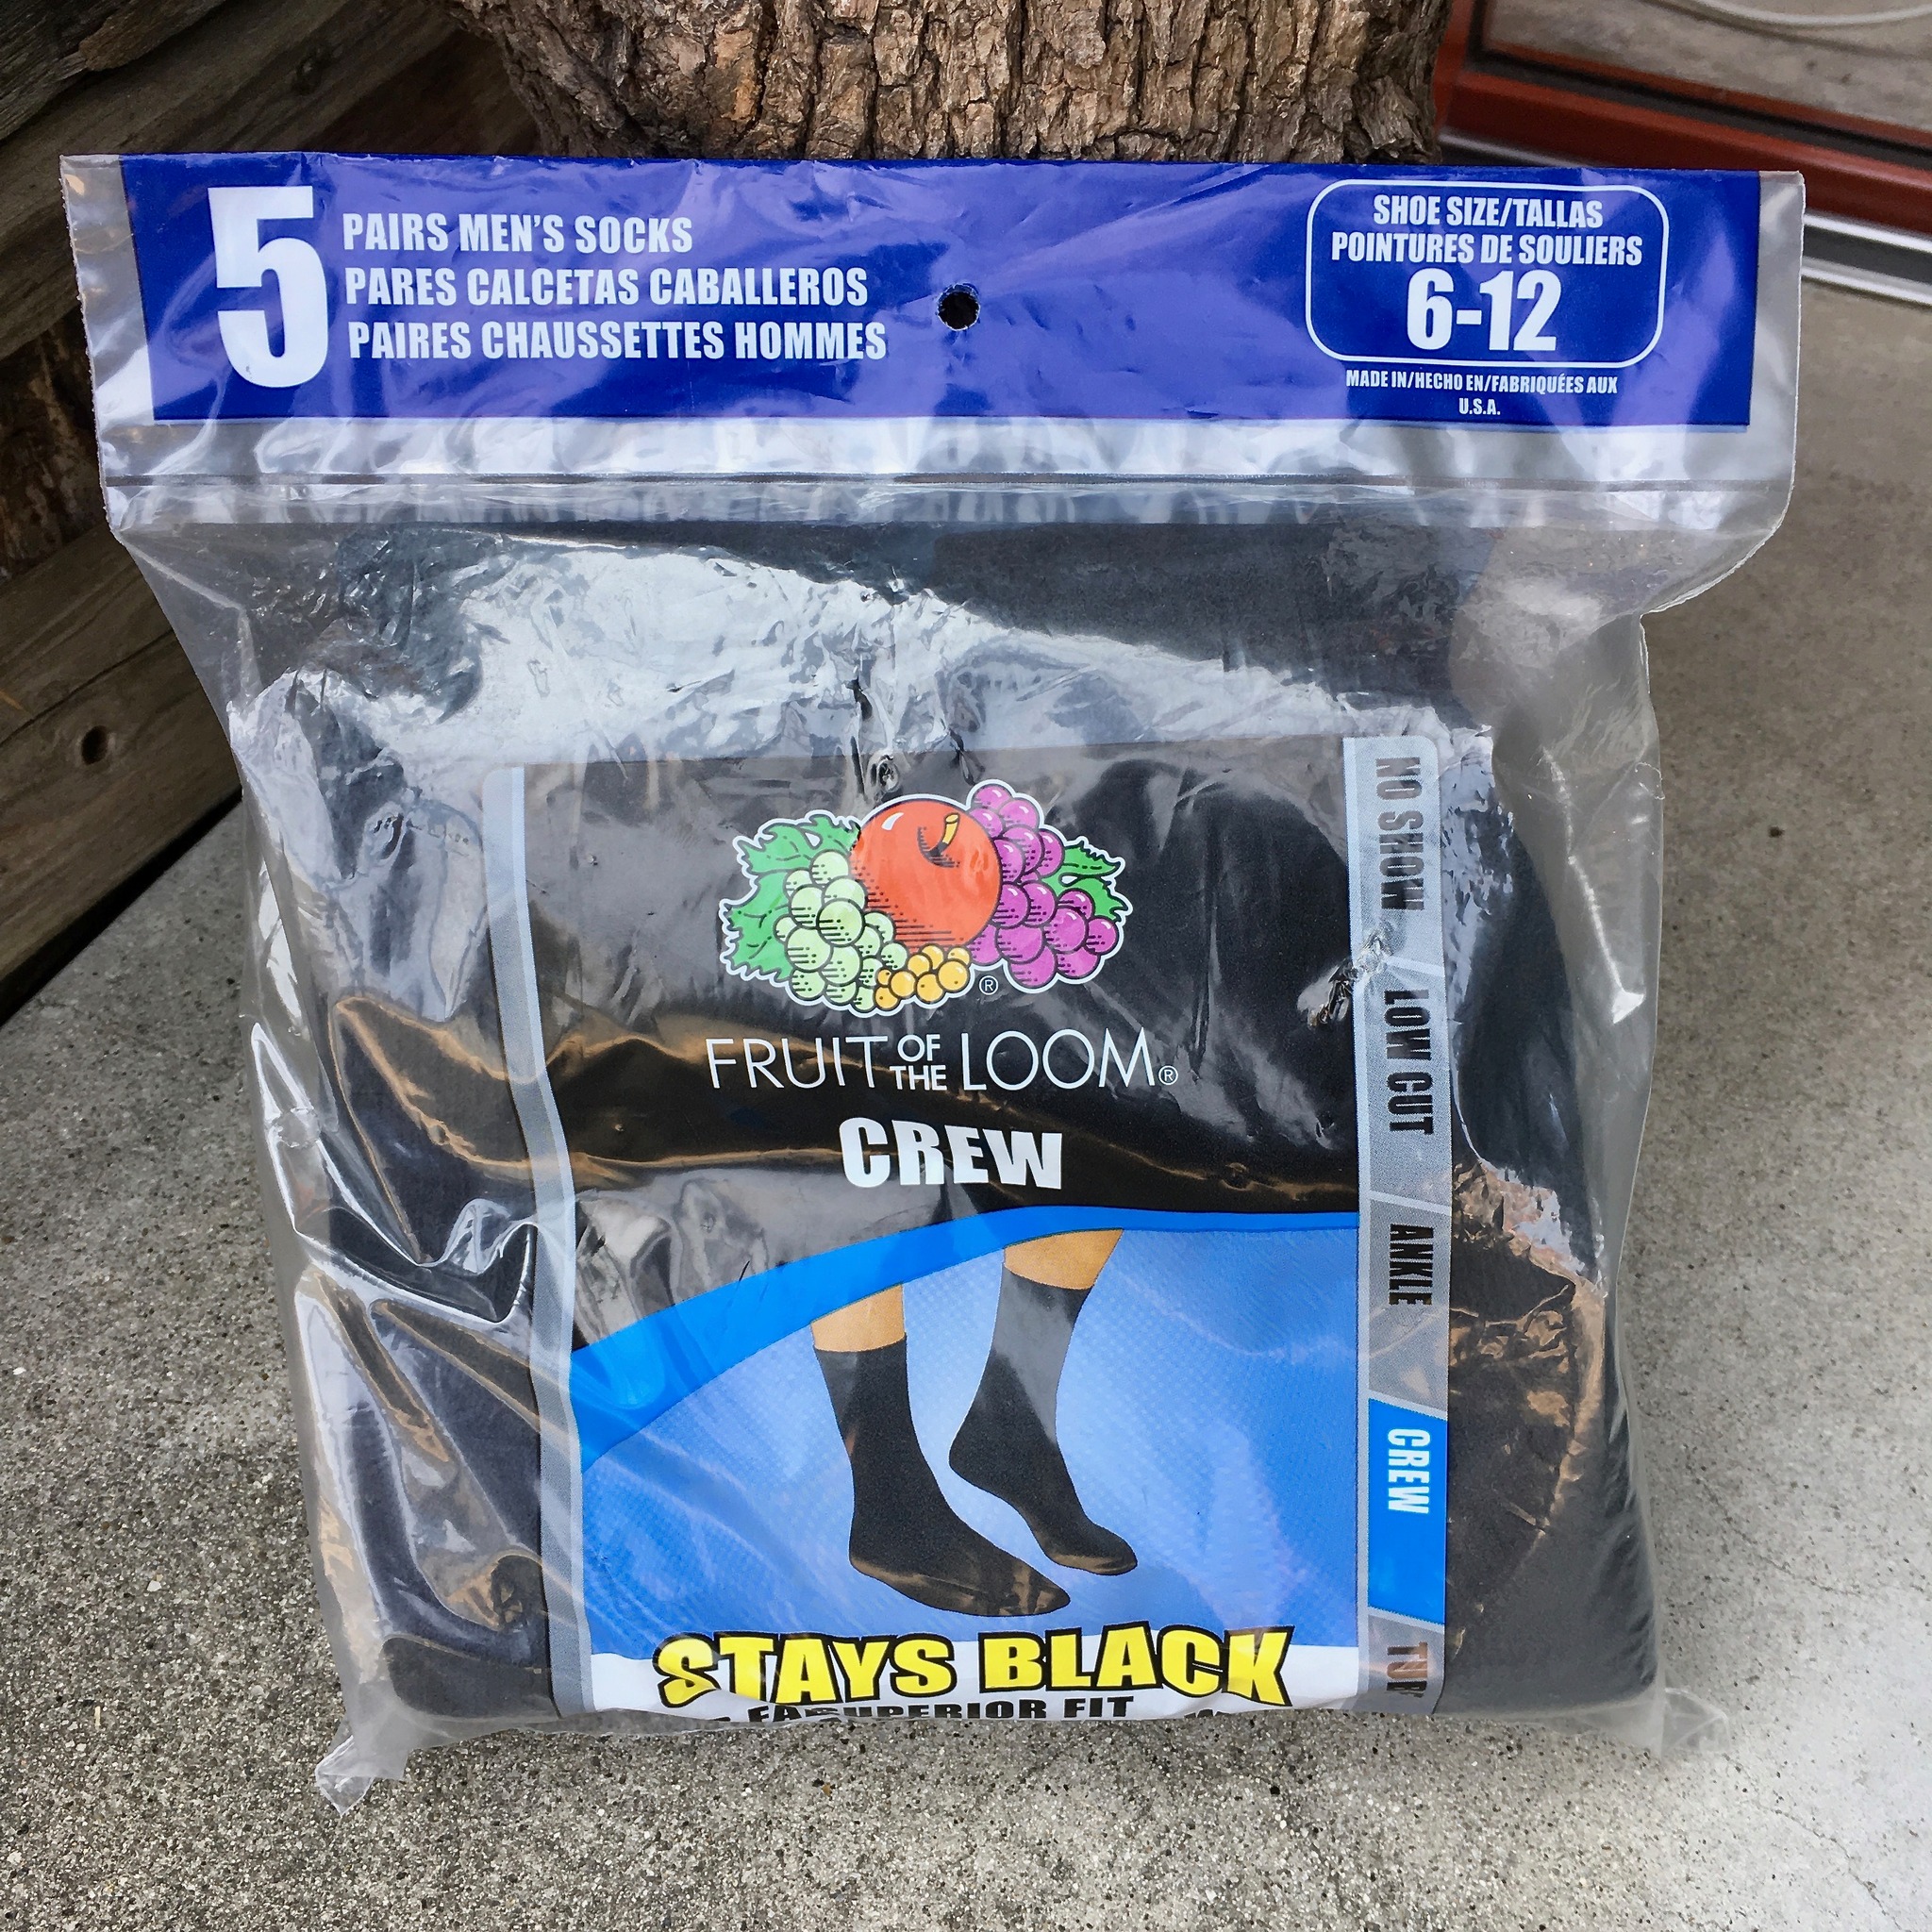 5
PAIRS MEN'S SOCKS
PARES CALCETAS CABALLEROS
PAIRES CHAUSSETTES HOMMES
SHOE SIZE/TALLAS
POINTURES DE SOULIERS
6-12
MADE IN/HECHO EN/FABRIQUÉES AUX
U.S.A.
®
FRUIT OF THE LOOM®
CREW
NO SHOW
LOW CUT
ANKLE
CREW
STAYS BLACK
SUPERIOR FIT